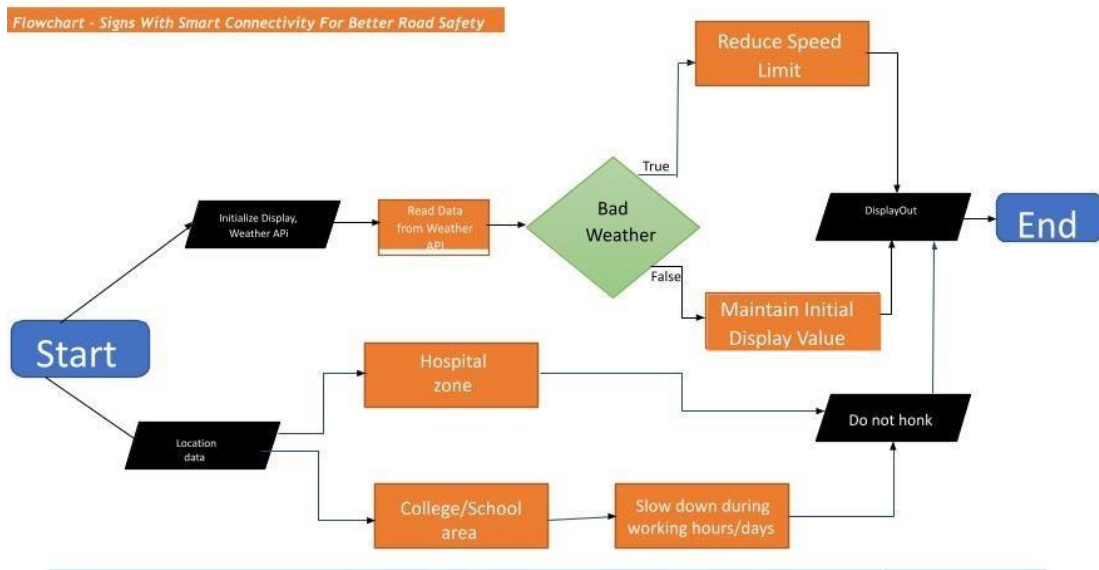 Flowchart - Signs With Smart Connectivity For Better Road Safety
Reduce Speed
Limit
True
Initialize Display,
Weather APi
Read Data
from Weather
API
Bad
Weather
DisplayOut
End
False
Maintain Initial
Display Value
Start
Hospital
zone
Do not honk
Location
data
College/School
area
Slow down during
working hours/days